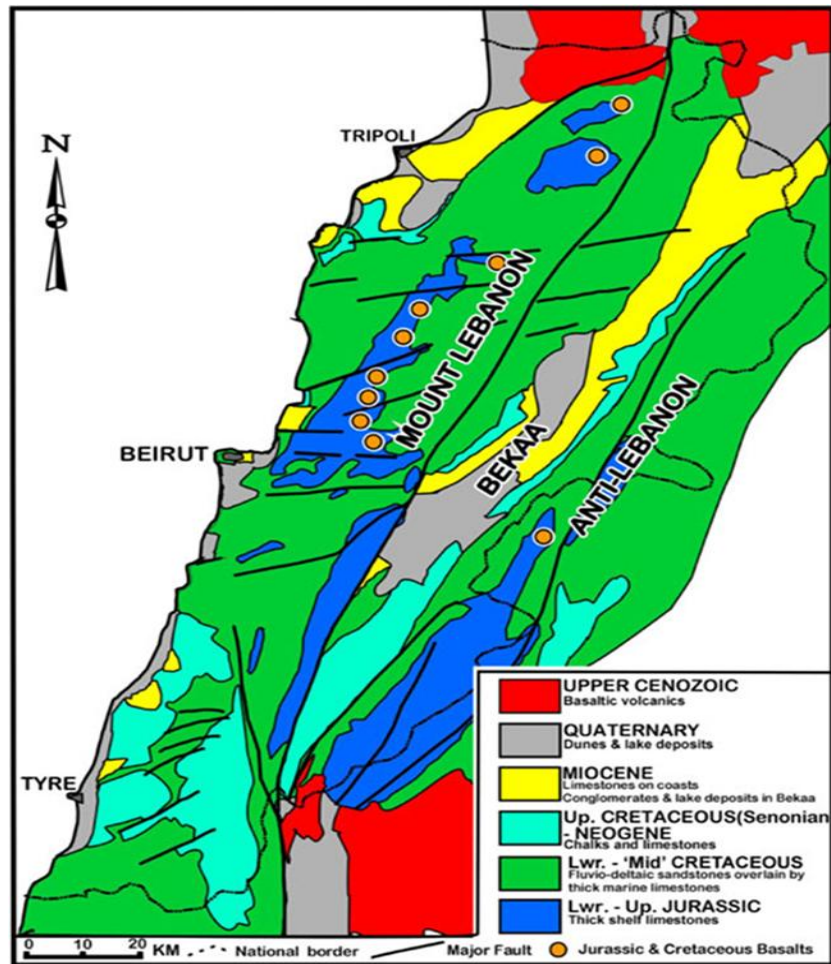 N
TRIPOLI
MOUNT LEBANON
BEIRUT
BEKAA
ANTI-LEBANON
TYRE
UPPER CENOZOIC
Basaltic volcanics
QUATERNARY
Dunes & lake deposits
MIOCENE
Limestones on coasts
Conglomerates & lake deposits in Bekaa
Up. CRETACEOUS(Senonian
- NEOGENE
Chalks and limestones
Lwr. - 'Mid' CRETACEOUS
Fluvio-deltaic sandstones overlain by
thick marine limestones
Lwr. - Up. JURASSIC
Thick shelf limestones
0 10 20 KM National border Major Fault Jurassic & Cretaceous Basalts